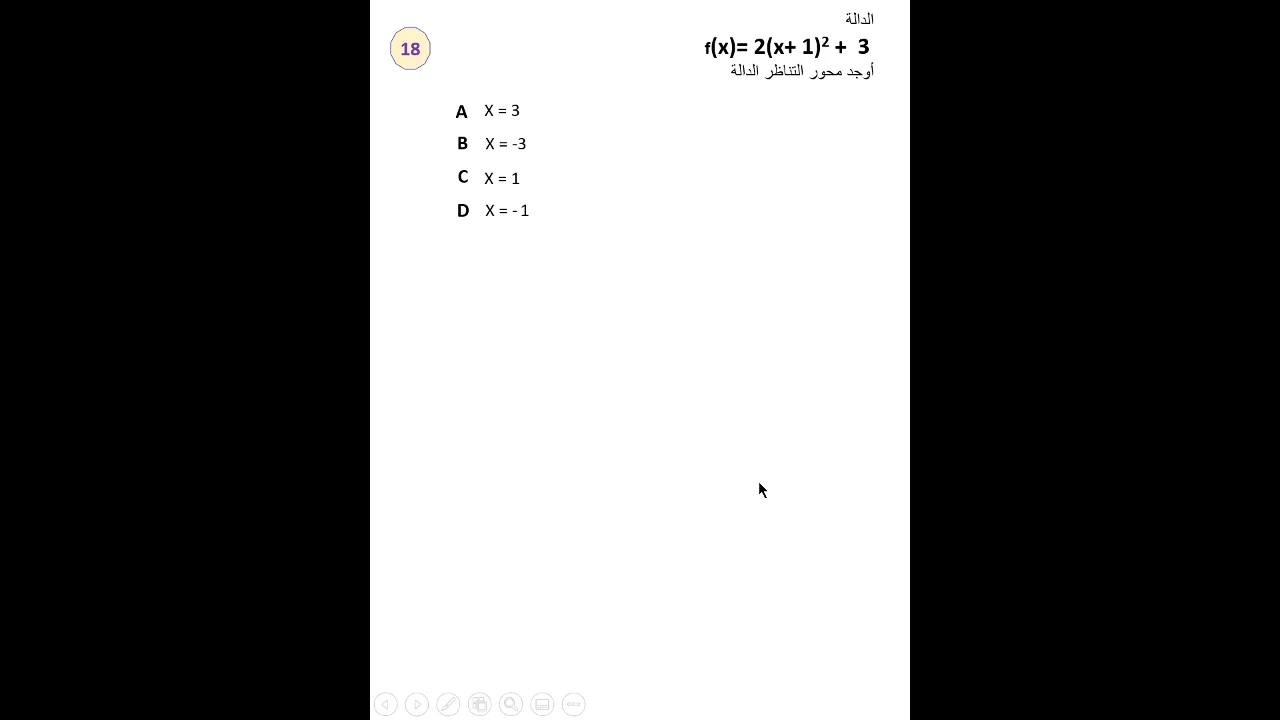 18
الدالة
f(x)= 2(x+ 1)² + 3
أوجد محور التناظر الدالة
A X = 3
B X = -3
C X = 1
D X = - 1